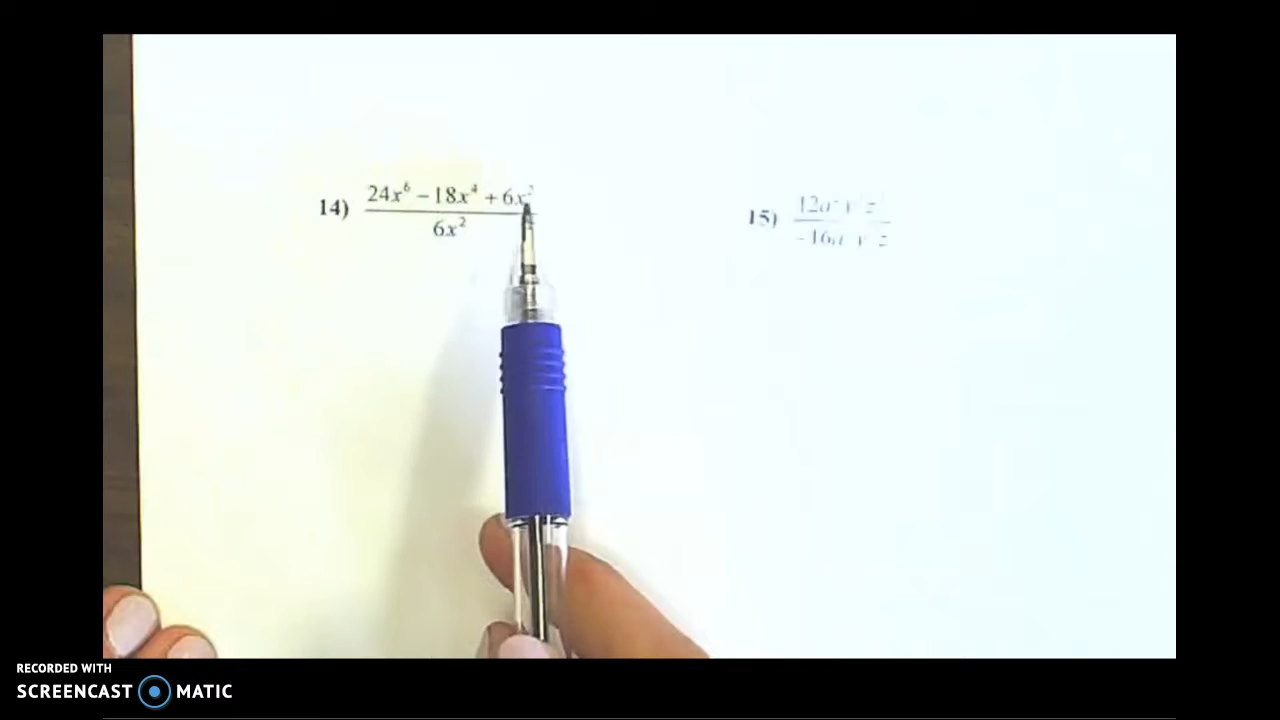 14) 24x⁶ − 18x⁴ + 6x²
6x²
15)
RECORDED WITH
SCREENCAST MATIC